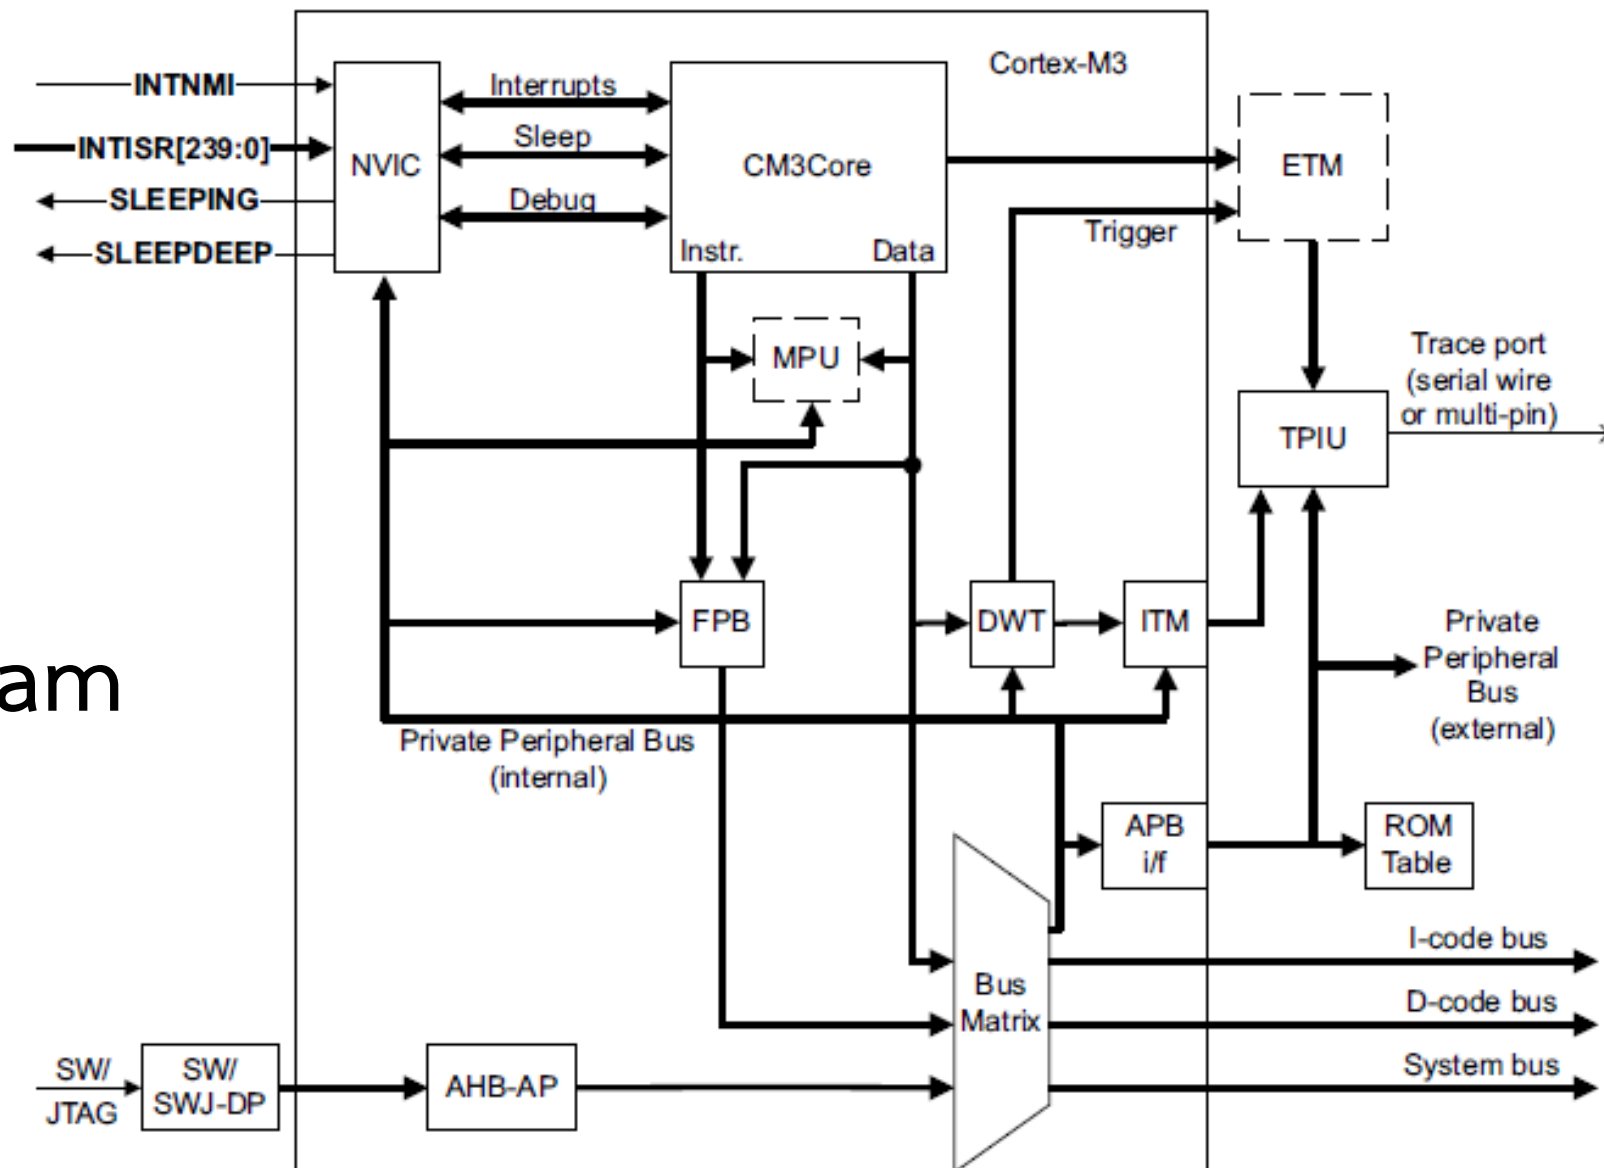 Cortex-M3
INTNMI
INTISR[239:0]
SLEEPING
SLEEPDEEP
NVIC
Interrupts
Sleep
Debug
CM3Core
Instr.
Data
ETM
Trigger
MPU
Trace port
(serial wire
or multi-pin)
TPIU
FPB
DWT
ITM
Private
Peripheral
Bus
(external)
am
Private Peripheral Bus
(internal)
APB
i/f
ROM
Table
Bus
Matrix
I-code bus
D-code bus
System bus
SW/
JTAG
SW/
SWJ-DP
AHB-AP